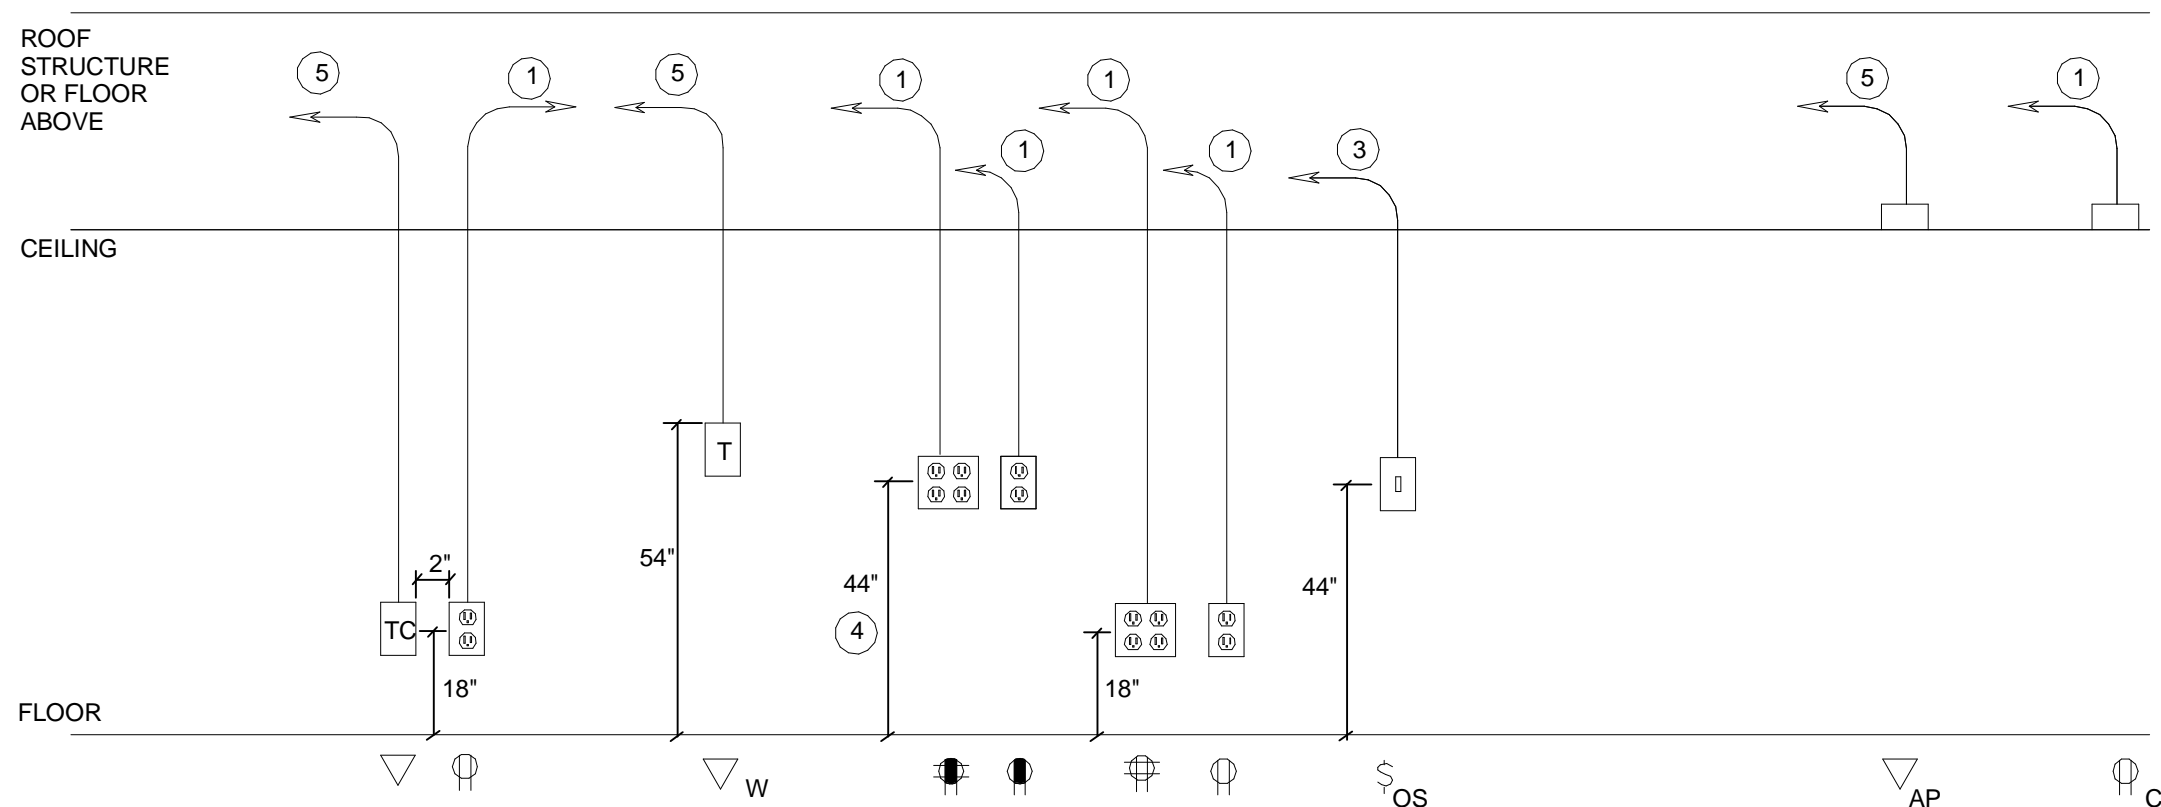 ROOF
STRUCTURE
OR FLOOR
ABOVE
5
1
5
1
1
1
1
3
5
1
CEILING
T
54"
2"
44"
44"
4
TC
18"
18"
FLOOR
W
$OS
AP
C